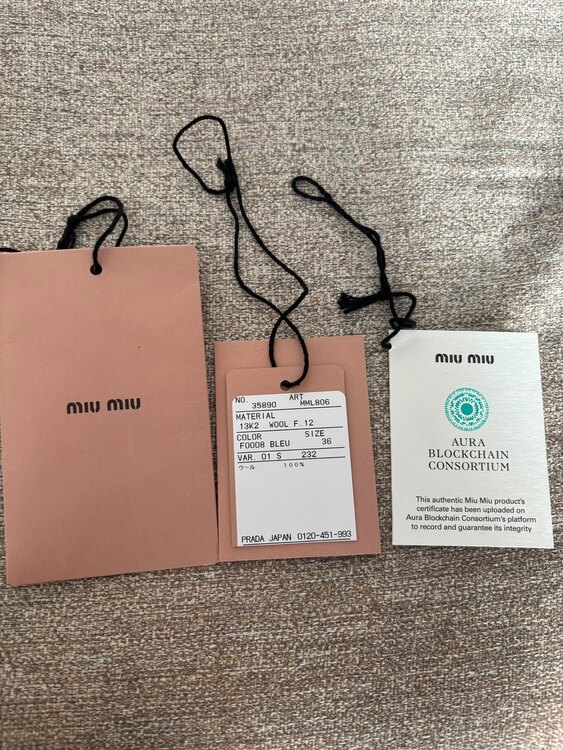 miu miu
NO. ART
35890 MML806
MATERIAL
13K2 WOOL F.12
COLOR SIZE
F0008 BLEU 36
VAR. 01 S 232
ウール 100%
PRADA JAPAN 0120-451-993
miu miu
AURA
BLOCKCHAIN
CONSORTIUM
This authentic Miu Miu product's
certificate has been uploaded on
Aura Blockchain Consortium's platform
to record and guarantee its integrity